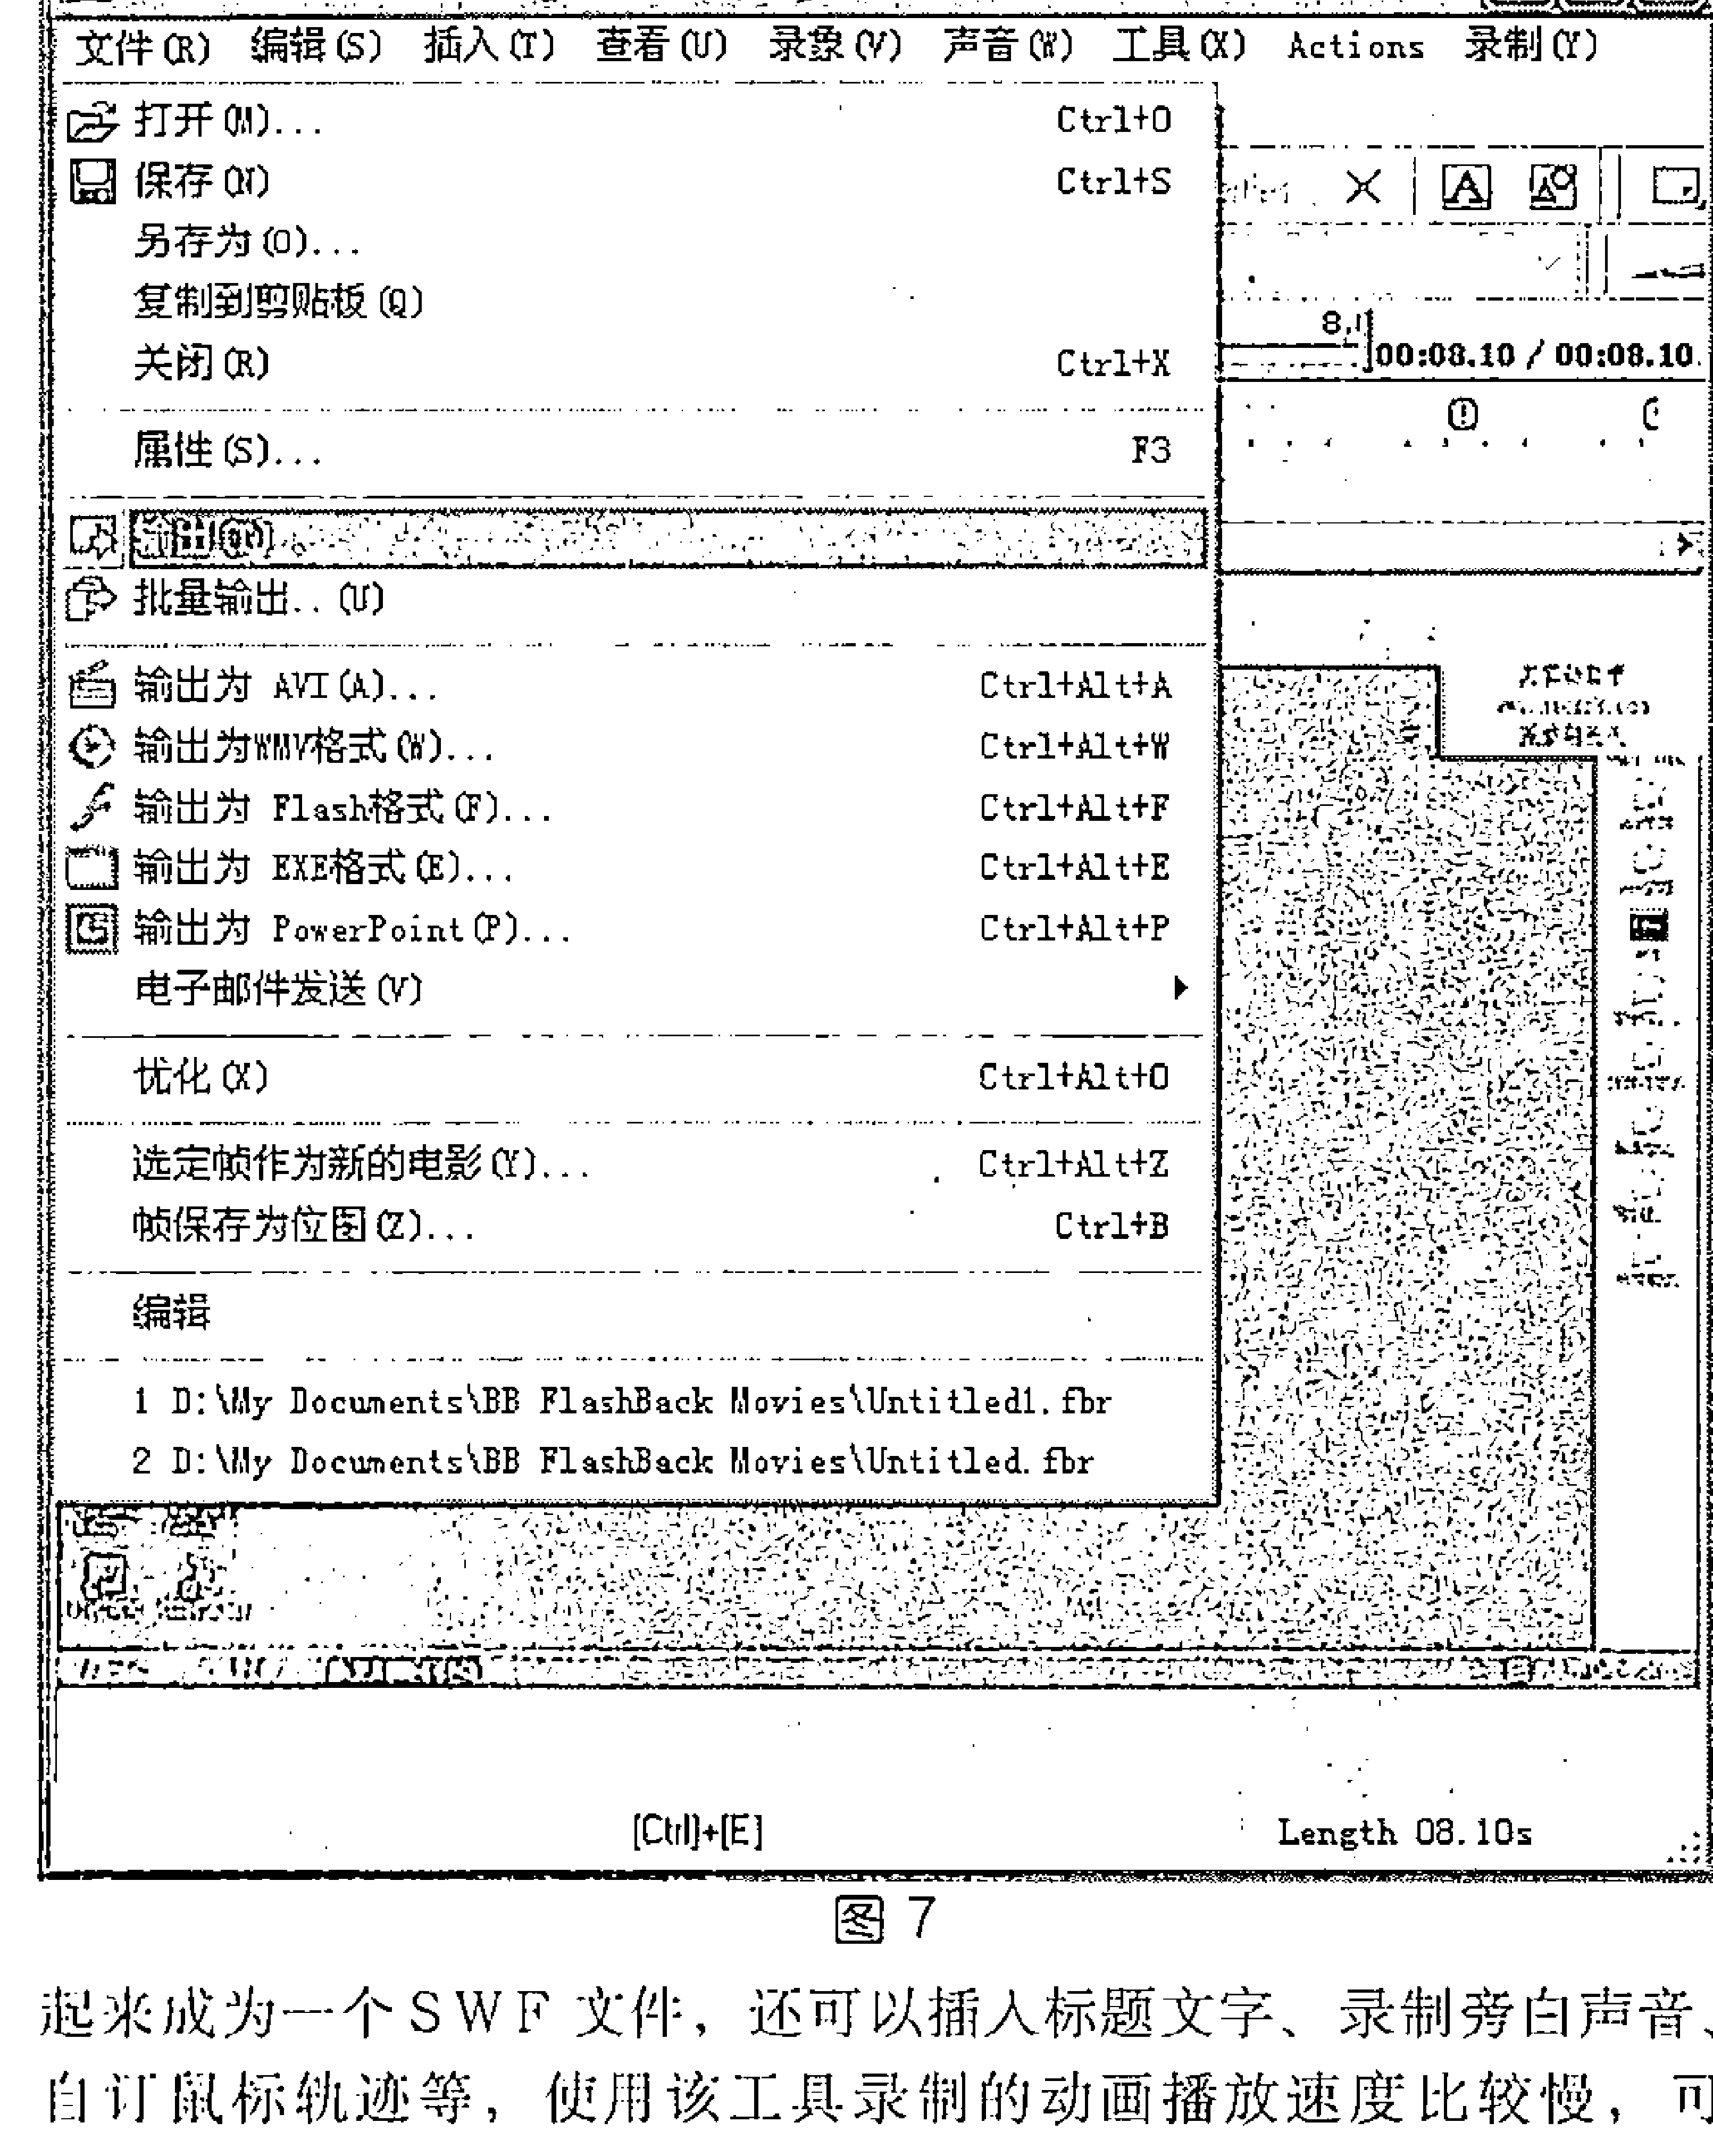 文件(R) 编辑(S) 插入(T) 查看(U) 录象(V) 声音(W) 工具(X) Actions 录制(Y)
打开(M)... Ctrl+O
保存(N) Ctrl+S
另存为(O)...
复制到剪贴板(Q)
关闭(R) Ctrl+X
00:08.10 / 00:08.10
属性(S)... F3
输出(T)
批量输出..(U)
输出为 AVI(A)... Ctrl+Alt+A
输出为WMV格式(W)... Ctrl+Alt+W
输出为 Flash格式(F)... Ctrl+Alt+F
输出为 EXE格式(E)... Ctrl+Alt+E
输出为 PowerPoint(P)... Ctrl+Alt+P
电子邮件发送(V)
优化(X) Ctrl+Alt+O
选定帧作为新的电影(Y)... Ctrl+Alt+Z
帧保存为位图(Z)... Ctrl+B
编辑
1 D:\My Documents\BB FlashBack Movies\Untitled1.fbr
2 D:\My Documents\BB FlashBack Movies\Untitled.fbr
[Ctrl]+[E] Length 08.10s
图 7
起来成为一个SWF文件，还可以插入标题文字、录制旁白声音、
自订鼠标轨迹等，使用该工具录制的动画播放速度比较慢，可